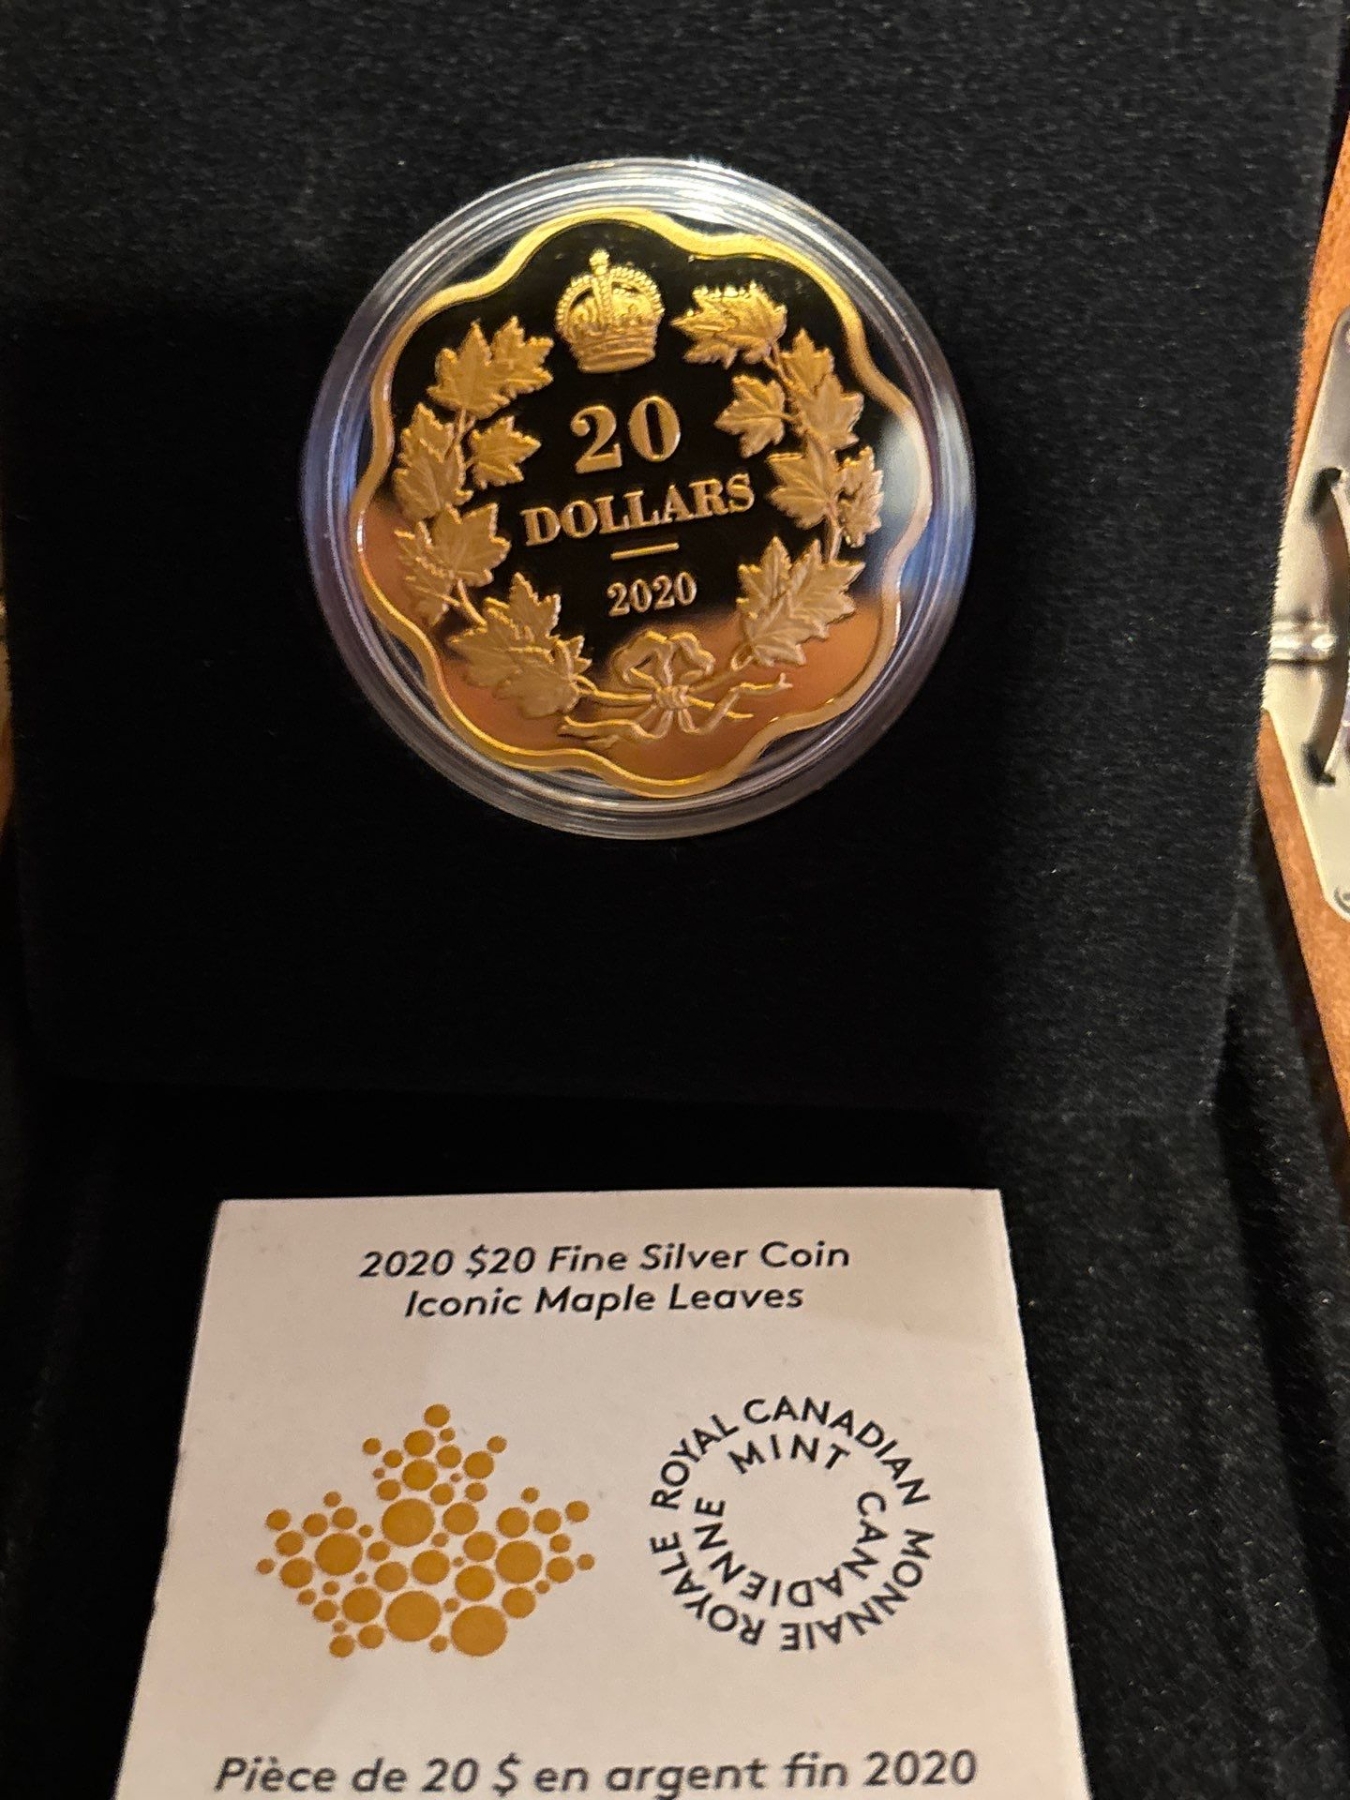 20
DOLLARS
2020
2020 $20 Fine Silver Coin
Iconic Maple Leaves
ROYAL CANADIAN
MINT
MONNAIE ROYALE
CANADIENNE
Pièce de 20 $ en argent fin 2020